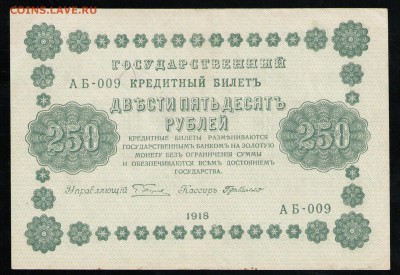 COINS.LAVE.RU
ГОСУДАРСТВЕННЫЙ
АБ-009 КРЕДИТНЫЙ БИЛЕТЪ
ДВѢСТИ ПЯТЬДЕСЯТЪ
РУБЛЕЙ
250 250
КРЕДИТНЫЕ БИЛЕТЫ РАЗМѢНИВАЮТСЯ
ГОСУДАРСТВЕННЫМЪ БАНКОМЪ НА ЗОЛОТУЮ
МОНЕТУ БЕЗЪ ОГРАНИЧЕНІЯ СУММЫ
И ОБЕЗПЕЧИВАЮТСЯ ВСѢМЪ ДОСТОЯНІЕМЪ
ГОСУДАРСТВА.
Управляющій Кассиръ
АБ-009
1918